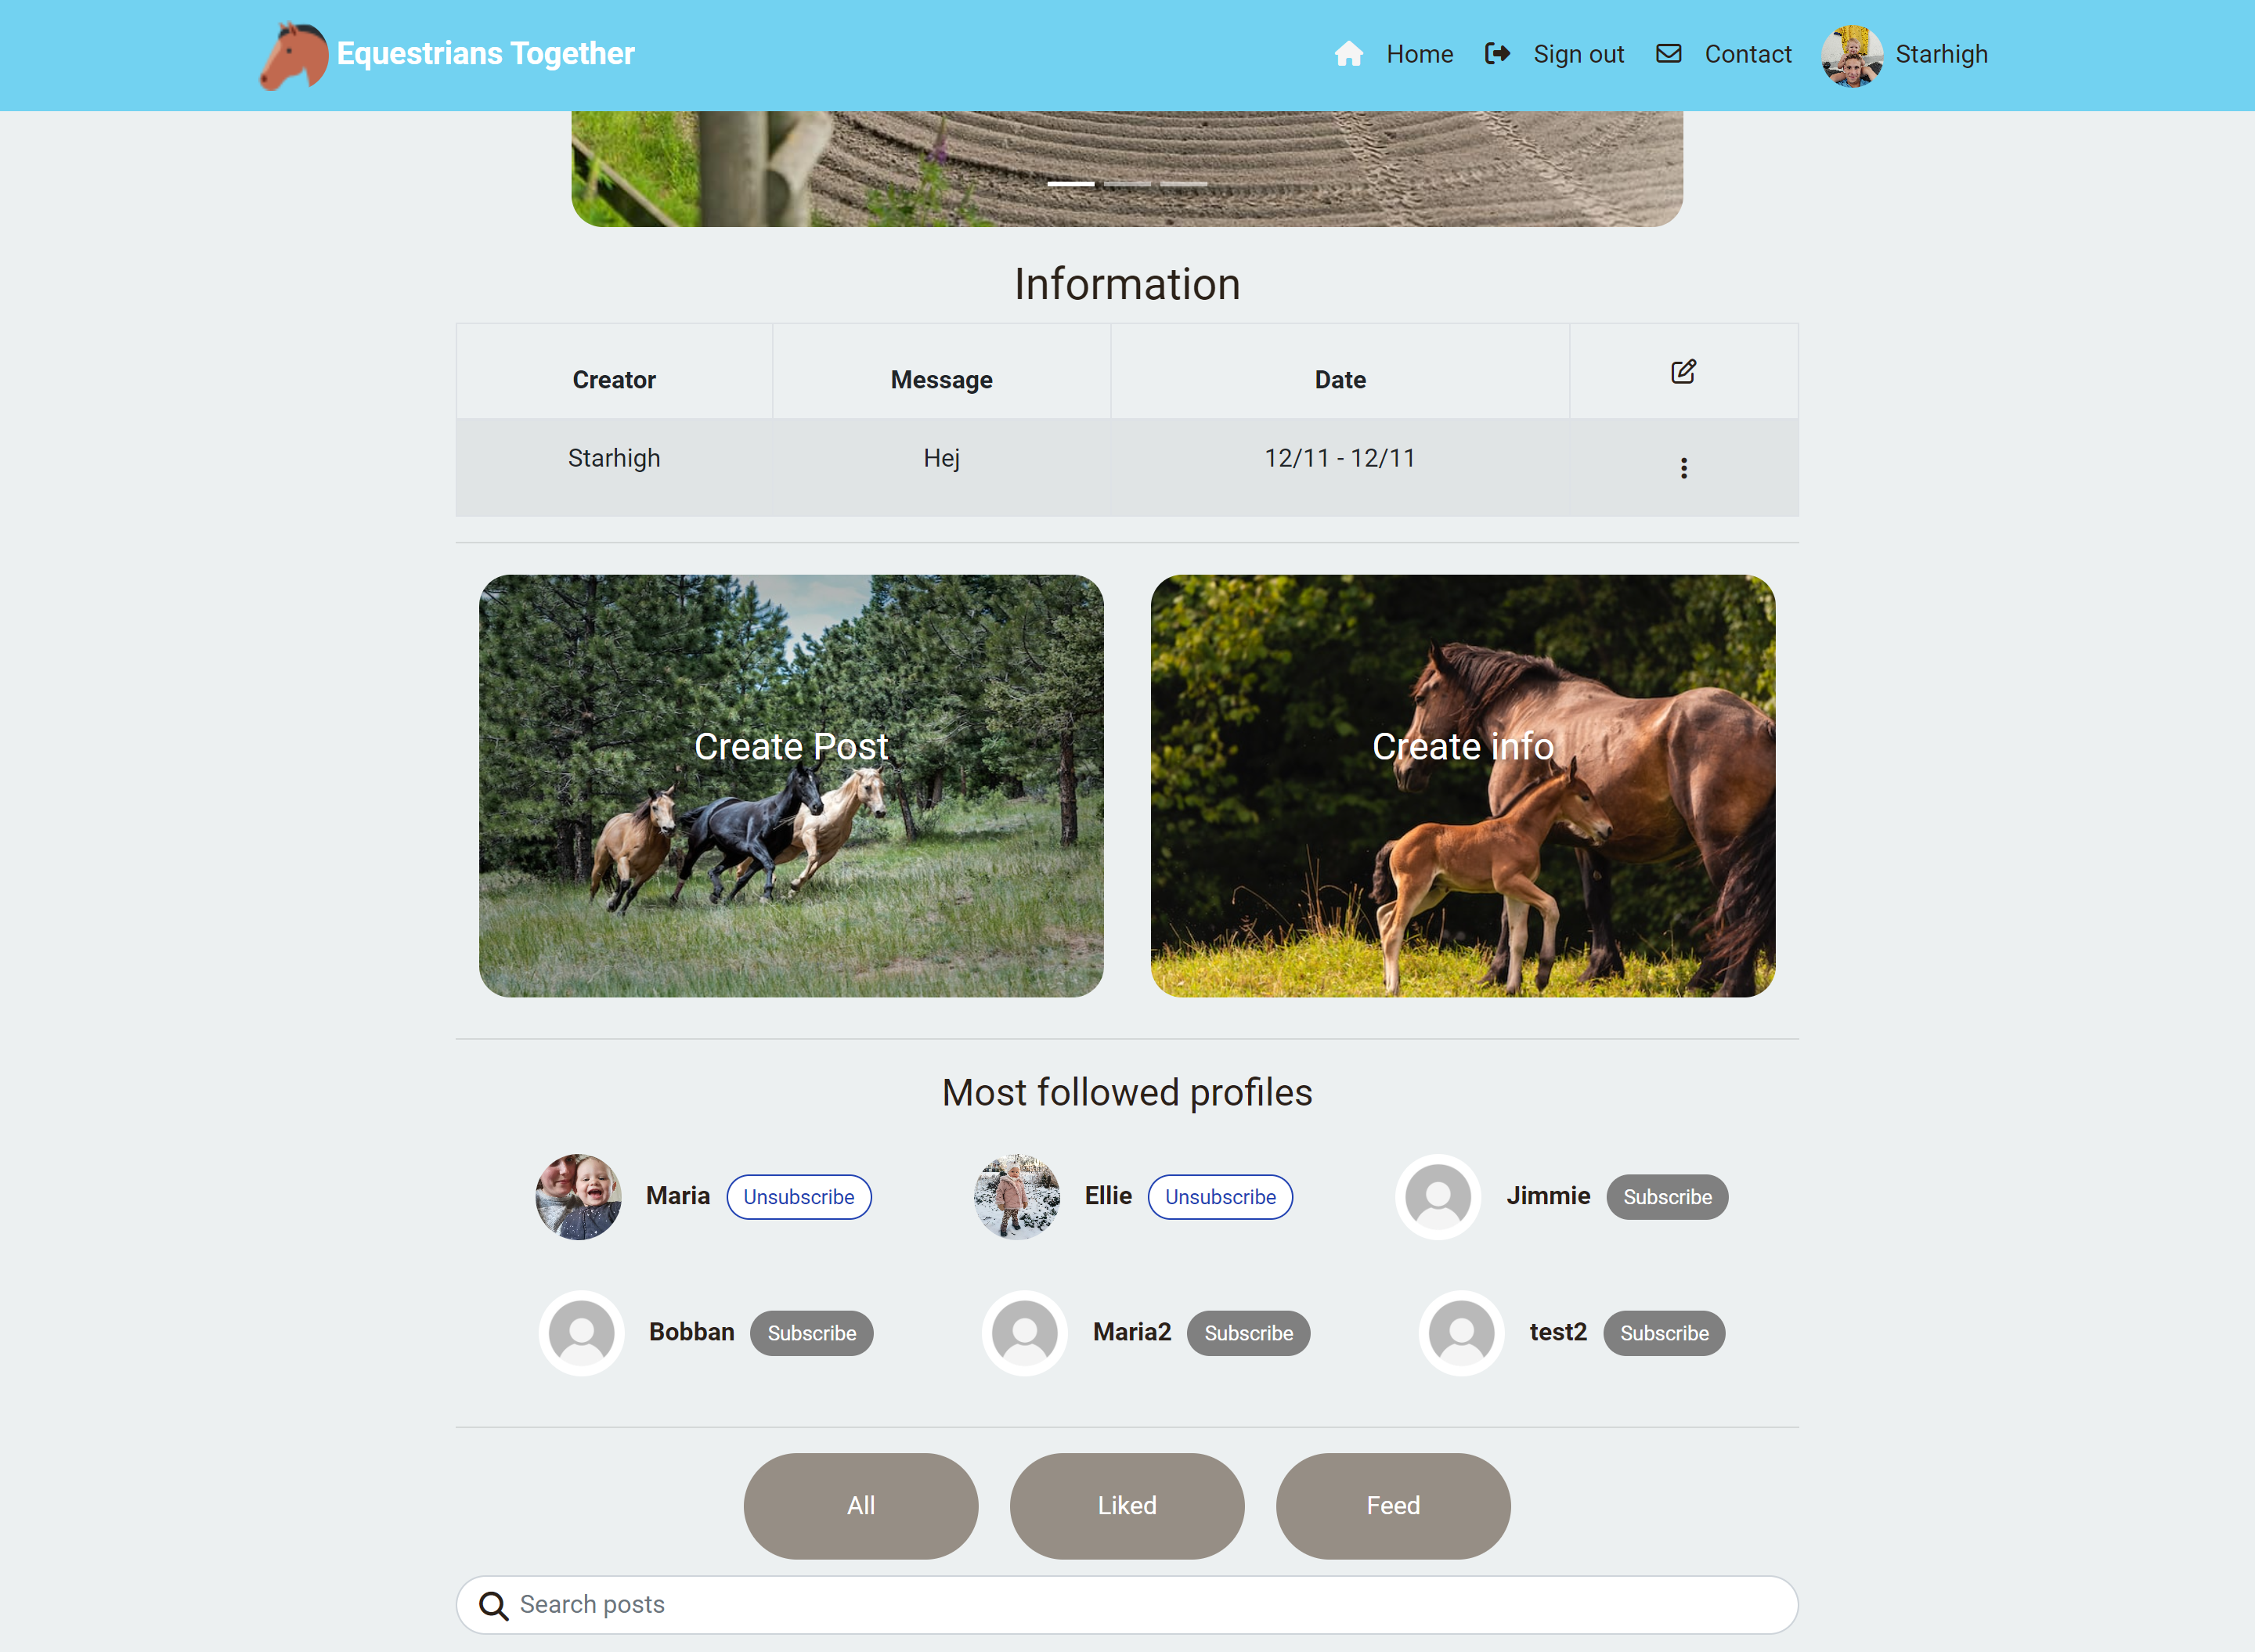 Equestrians Together
Home
Sign out
Contact
Starhigh
Information
Creator
Message
Date
Starhigh
Hej
12/11 - 12/11
Create Post
Create info
Most followed profiles
Maria
Unsubscribe
Ellie
Unsubscribe
Jimmie
Subscribe
Bobban
Subscribe
Maria2
Subscribe
test2
Subscribe
All
Liked
Feed
Search posts